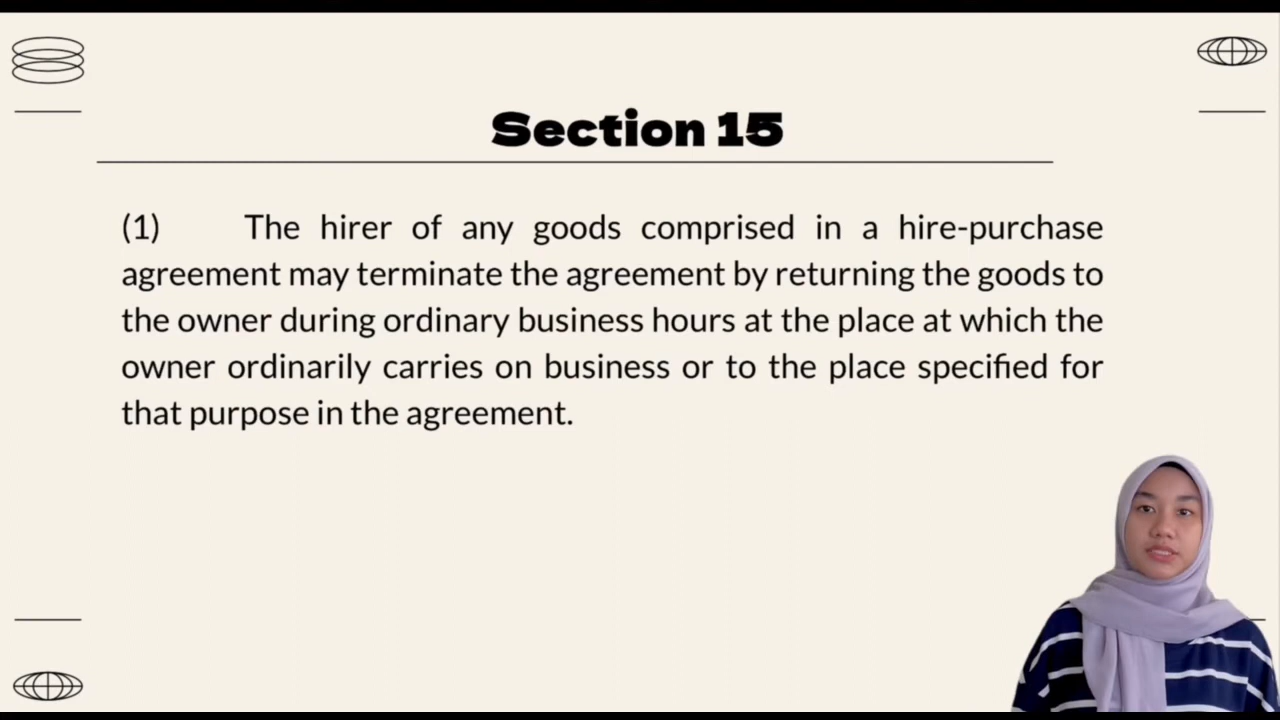 Section 15
(1) The hirer of any goods comprised in a hire-purchase
agreement may terminate the agreement by returning the goods to
the owner during ordinary business hours at the place at which the
owner ordinarily carries on business or to the place specified for
that purpose in the agreement.